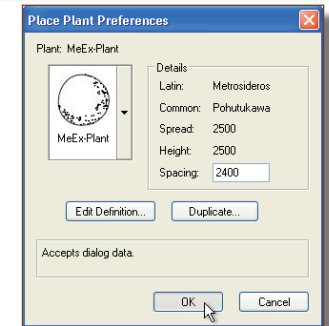 Place Plant Preferences
Plant: MeEx-Plant
MeEx-Plant
Details
Latin: Metrosideros
Common: Pohutukawa
Spread: 2500
Height: 2500
Spacing: 2400
Edit Definition...
Duplicate...
Accepts dialog data.
OK
Cancel